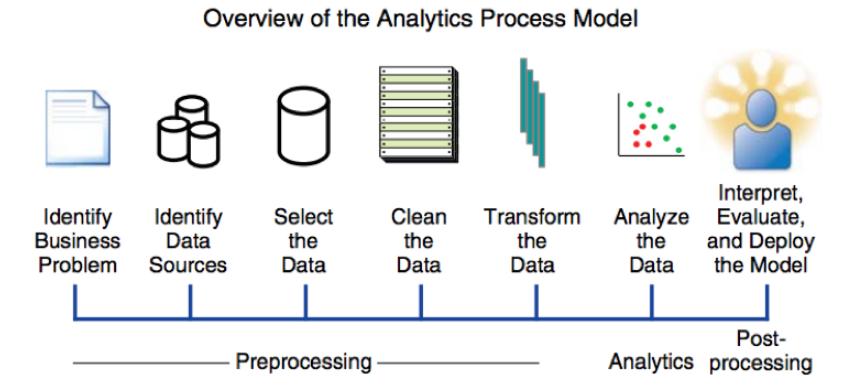 Overview of the Analytics Process Model
Identify
Business
Problem
Identify
Data
Sources
Select
the
Data
Clean
the
Data
Transform
the
Data
Analyze
the
Data
Interpret,
Evaluate,
and Deploy
the Model
Preprocessing
Analytics
Post-
processing